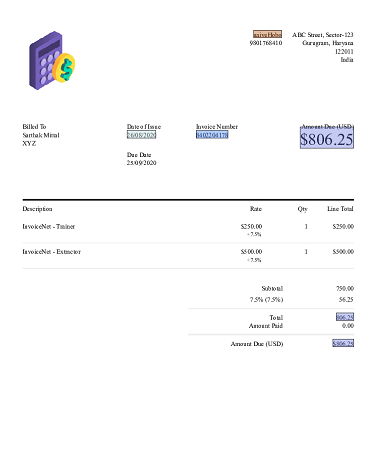 naiveHobo
9801768410
ABC Street, Sector-123
Gurugram, Haryana
122011
India
Billed To
Sarthak Mittal
XYZ
Date of Issue
26/08/2020
Due Date
25/09/2020
Invoice Number
Amount Due (USD)
$806.25
Description Rate Qty Line Total
InvoiceNet - Trainer $250.00 1 $250.00
+7.5%
InvoiceNet - Extractor $500.00 1 $500.00
+7.5%
Subtotal 750.00
7.5% (7.5%) 56.25
Total 806.25
Amount Paid 0.00
Amount Due (USD) $806.25